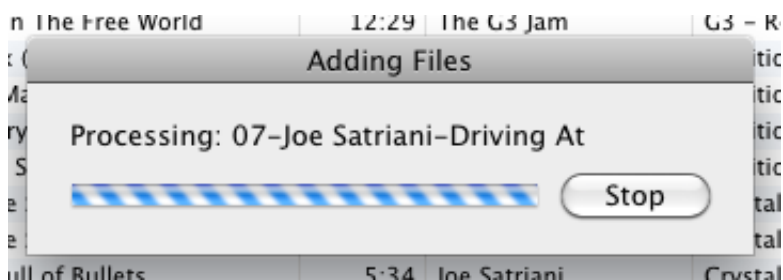 n The Free World 12:29 The G3 Jam G3 – R
Adding Files
Processing: 07-Joe Satriani-Driving At
Stop
ull of Bullets 5:34 Joe Satriani Crystal